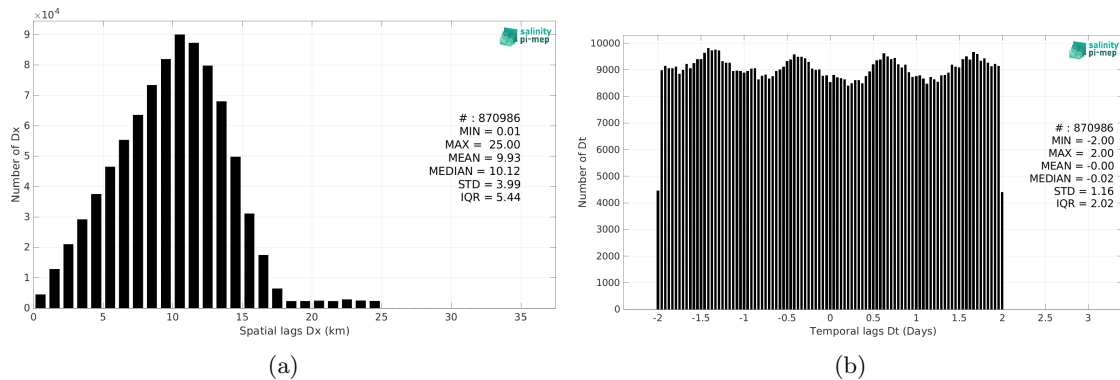 ×10⁴
9
8
7
6
5
4
3
2
1
0
Number of Dx
salinity
pi-mep
# : 870986
MIN = 0.01
MAX = 25.00
MEAN = 9.93
MEDIAN = 10.12
STD = 3.99
IQR = 5.44
0 5 10 15 20 25 30 35
Spatial lags Dx (km)
(a)
10000
9000
8000
7000
6000
5000
4000
3000
2000
1000
0
Number of Dt
salinity
pi-mep
# : 870986
MIN = -2.00
MAX = 2.00
MEAN = -0.00
MEDIAN = -0.02
STD = 1.16
IQR = 2.02
-2 -1.5 -1 -0.5 0 0.5 1 1.5 2 2.5 3
Temporal lags Dt (Days)
(b)